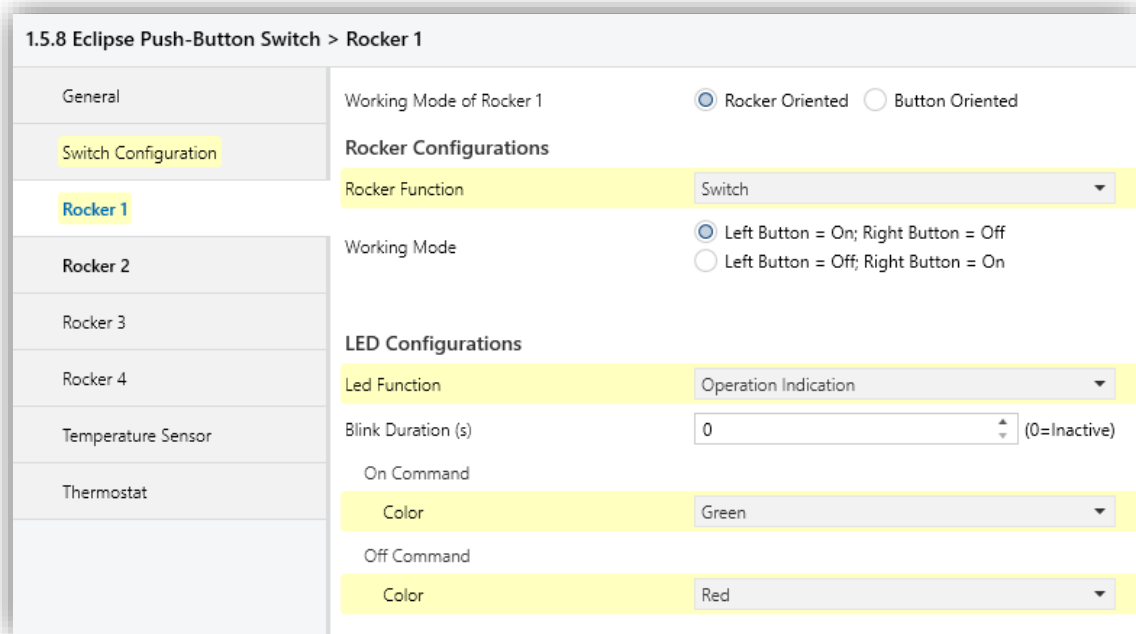 1.5.8 Eclipse Push-Button Switch > Rocker 1
General
Switch Configuration
Rocker 1
Rocker 2
Rocker 3
Rocker 4
Temperature Sensor
Thermostat
Working Mode of Rocker 1 Rocker Oriented Button Oriented
Rocker Configurations
Rocker Function Switch
Working Mode Left Button = On; Right Button = Off
Left Button = Off; Right Button = On
LED Configurations
Led Function Operation Indication
Blink Duration (s) 0 (0=Inactive)
On Command
Color Green
Off Command
Color Red